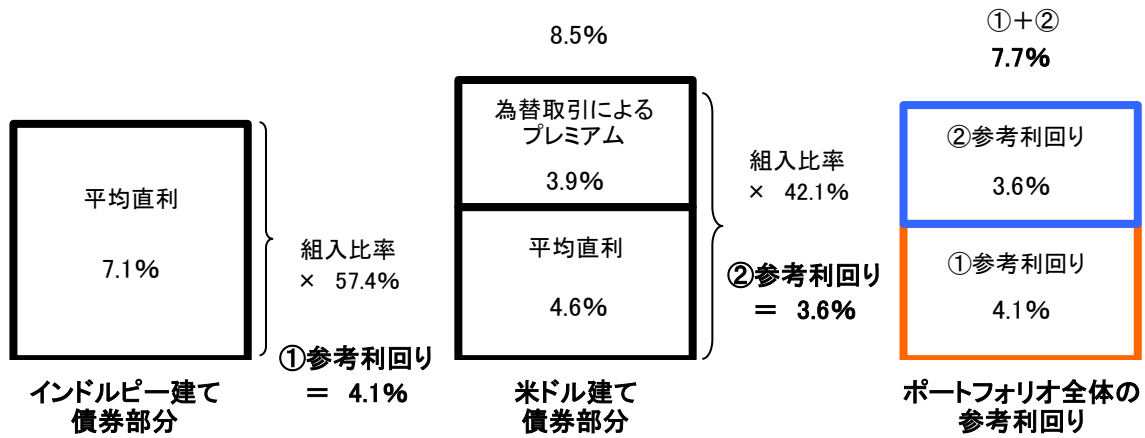 平均直利
7.1%
組入比率
× 57.4%
①参考利回り
= 4.1%
インドルピー建て
債券部分
8.5%
為替取引による
プレミアム
3.9%
平均直利
4.6%
組入比率
× 42.1%
②参考利回り
= 3.6%
米ドル建て
債券部分
①+②
7.7%
②参考利回り
3.6%
①参考利回り
4.1%
ポートフォリオ全体の
参考利回り